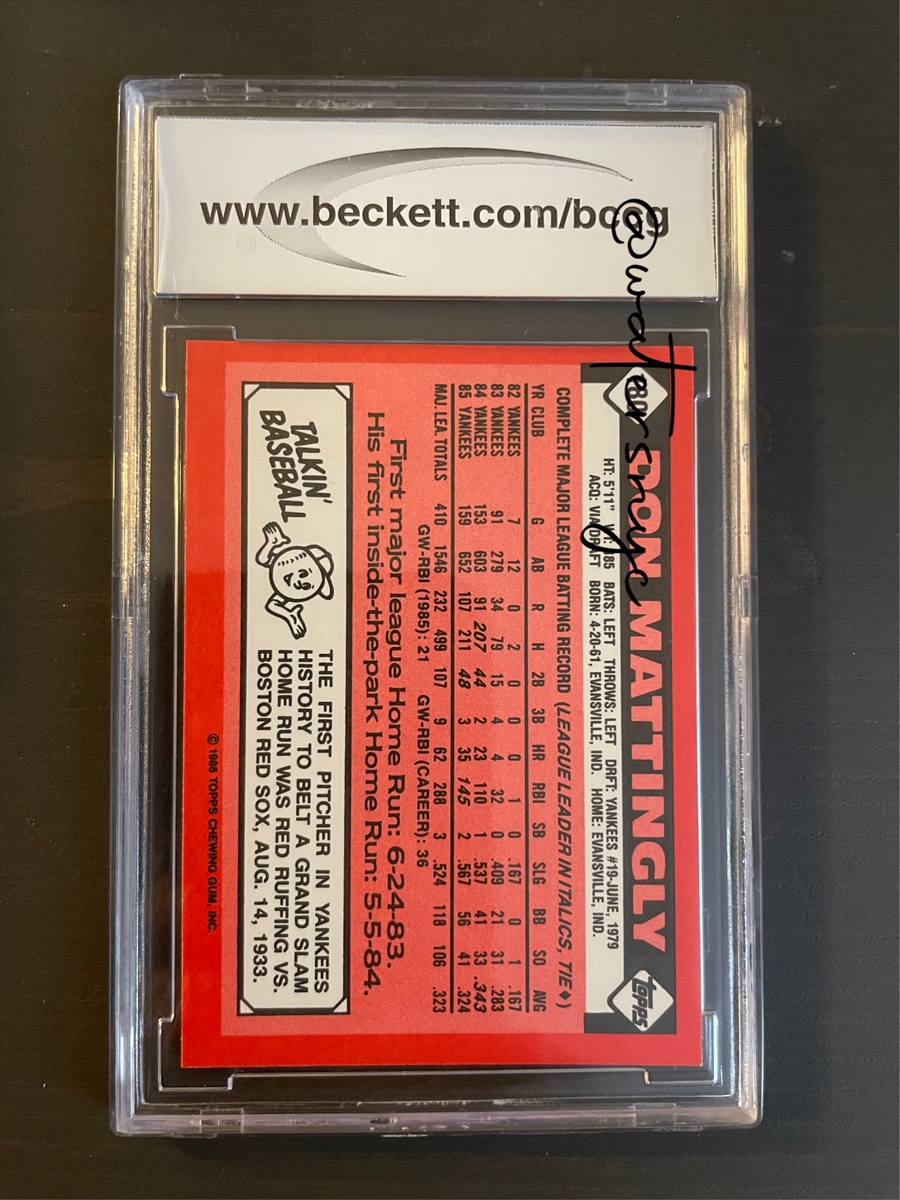 www.beckett.com/bccg
@watersnyc
180 DON MATTINGLY topps
HT: 5'11" WT: 185 BATS: LEFT THROWS: LEFT DRFT: YANKEES #19-JUNE, 1979
ACQ: VIA DRAFT BORN: 4-20-61, EVANSVILLE, IND. HOME: EVANSVILLE, IND.
COMPLETE MAJOR LEAGUE BATTING RECORD (LEAGUE LEADER IN ITALICS, TIE♦)
YR CLUB G AB R H 2B 3B HR RBI SB SLG BB SO AVG
82 YANKEES 7 12 0 2 0 0 0 1 0 .167 0 1 .167
83 YANKEES 91 279 34 79 15 4 4 32 0 .409 21 31 .283
84 YANKEES 153 603 91 207 44 2 23 110 1 .537 41 33 .343
85 YANKEES 159 652 107 211 48 3 35 145 2 .567 56 41 .324
MAJ. LEA. TOTALS 410 1546 232 499 107 9 62 288 3 .524 118 106 .323
GW-RBI (1985): 21 GW-RBI (CAREER): 36
First major league Home Run: 6-24-83.
His first inside-the-park Home Run: 5-5-84.
TALKIN'
BASEBALL
THE FIRST PITCHER IN YANKEES
HISTORY TO BELT A GRAND SLAM
HOME RUN WAS RED RUFFING VS.
BOSTON RED SOX, AUG. 14, 1933.
© 1986 TOPPS CHEWING GUM, INC.